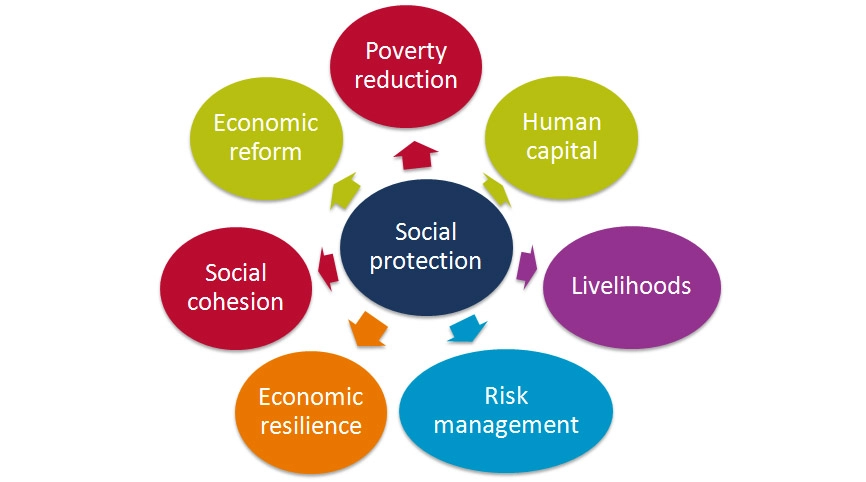 Poverty
reduction
Economic
reform
Human
capital
Social
protection
Social
cohesion
Livelihoods
Economic
resilience
Risk
management